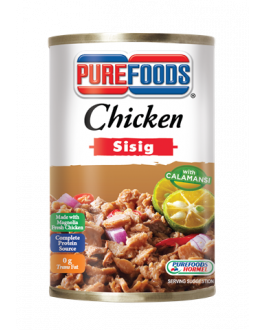 PUREFOODS®
Chicken
Sisig
with
CALAMANSI
Made with
Magnolia
Fresh Chicken
Complete
Protein
Source
0g
Trans Fat
PUREFOODS
HORMEL
SERVING SUGGESTION